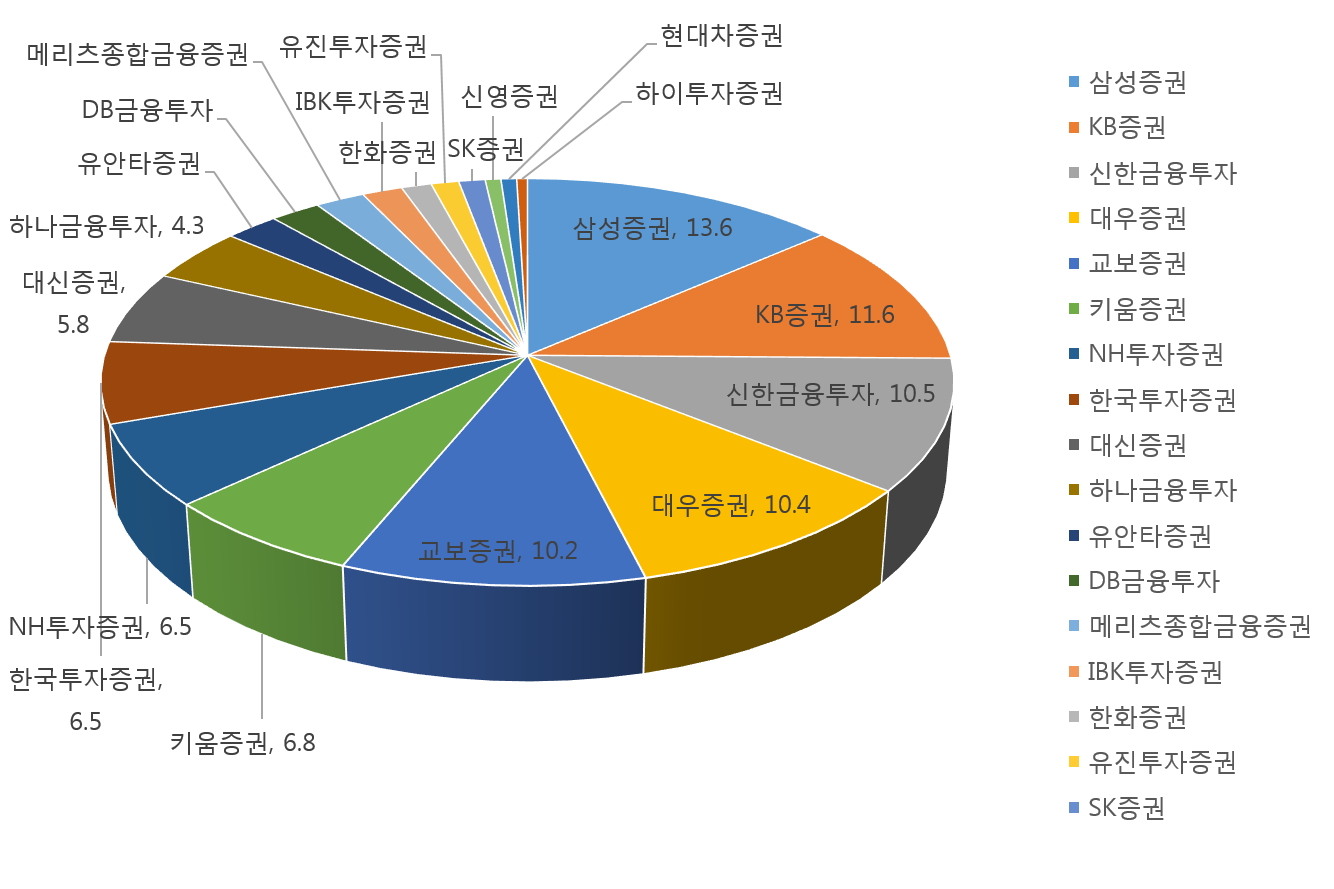 현대차증권
유진투자증권
메리츠종합금융증권
하이투자증권
신영증권
IBK투자증권
DB금융투자
SK증권
한화증권
유안타증권
하나금융투자, 4.3
삼성증권, 13.6
대신증권,
5.8
KB증권, 11.6
신한금융투자, 10.5
대우증권, 10.4
교보증권, 10.2
NH투자증권, 6.5
한국투자증권,
6.5
키움증권, 6.8
삼성증권
KB증권
신한금융투자
대우증권
교보증권
키움증권
NH투자증권
한국투자증권
대신증권
하나금융투자
유안타증권
DB금융투자
메리츠종합금융증권
IBK투자증권
한화증권
유진투자증권
SK증권